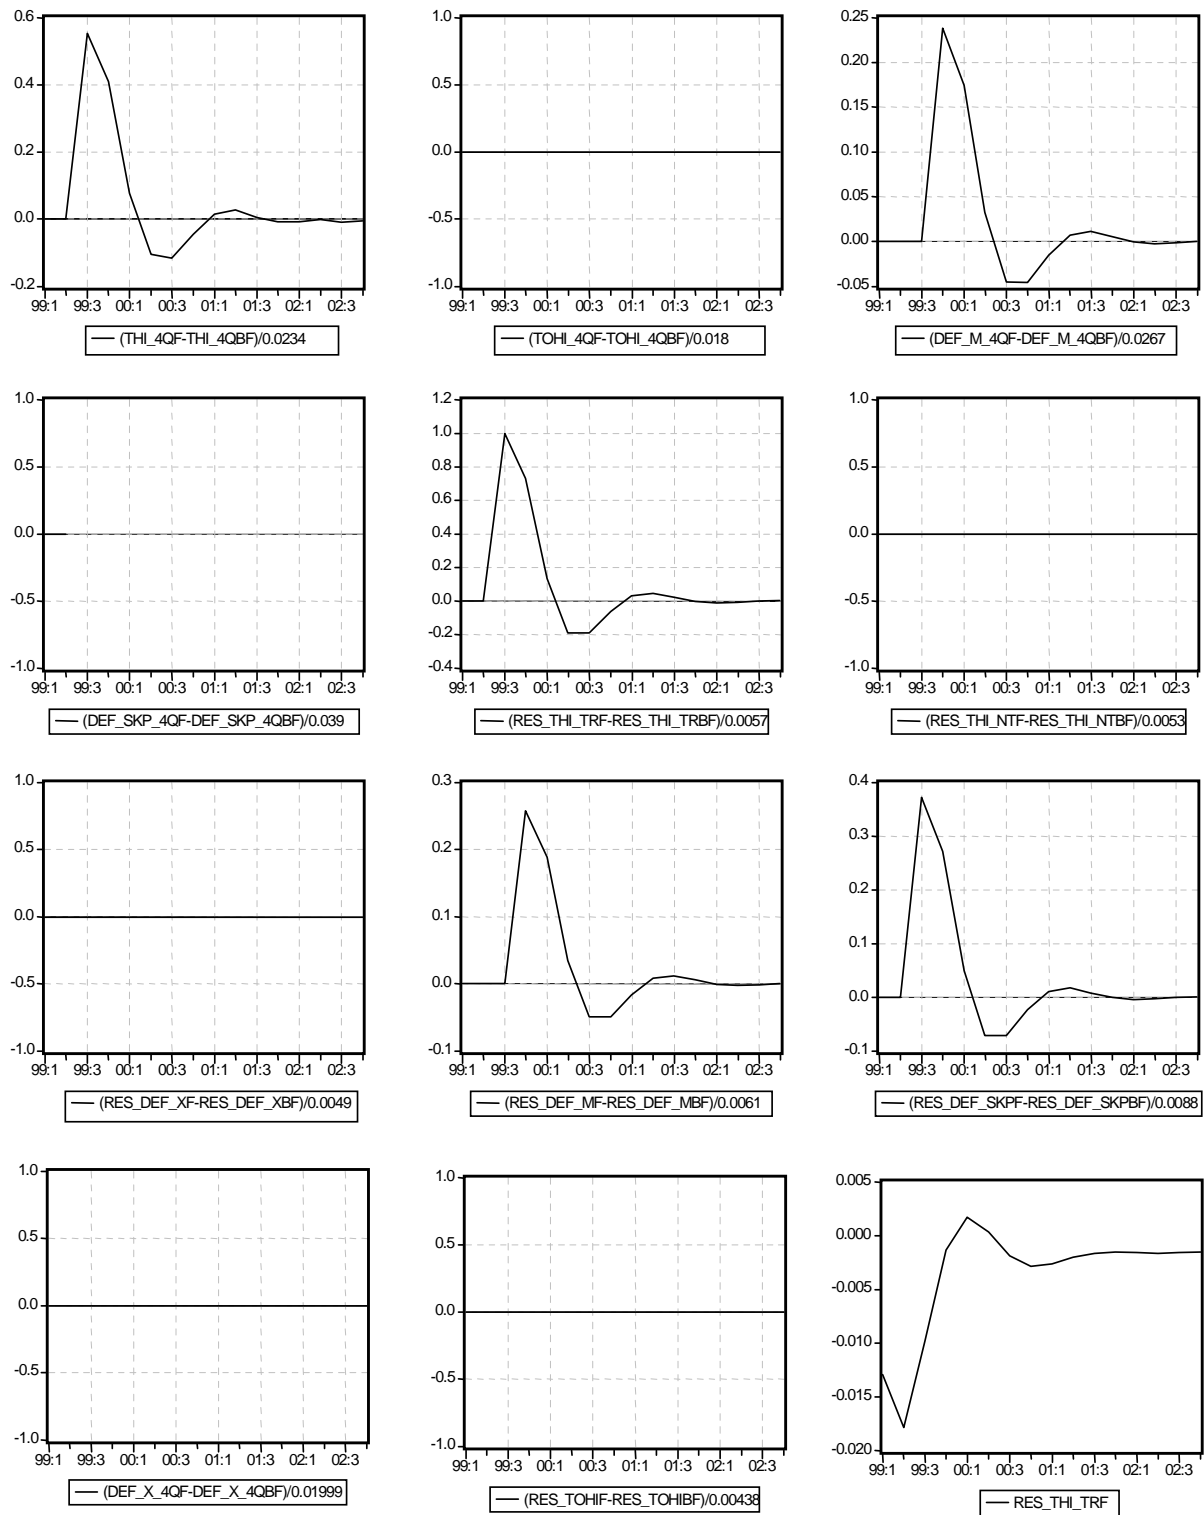 0.6
0.4
0.2
0.0
-0.2
99:1 99:3 00:1 00:3 01:1 01:3 02:1 02:3
(THI_4QF-THI_4QBF)/0.0234
1.0
0.5
0.0
-0.5
-1.0
99:1 99:3 00:1 00:3 01:1 01:3 02:1 02:3
(TOHI_4QF-TOHI_4QBF)/0.018
0.25
0.20
0.15
0.10
0.05
0.00
-0.05
99:1 99:3 00:1 00:3 01:1 01:3 02:1 02:3
(DEF_M_4QF-DEF_M_4QBF)/0.0267
1.0
0.5
0.0
-0.5
-1.0
99:1 99:3 00:1 00:3 01:1 01:3 02:1 02:3
(DEF_SKP_4QF-DEF_SKP_4QBF)/0.039
1.2
1.0
0.8
0.6
0.4
0.2
0.0
-0.2
-0.4
99:1 99:3 00:1 00:3 01:1 01:3 02:1 02:3
(RES_THI_TRF-RES_THI_TRBF)/0.0057
1.0
0.5
0.0
-0.5
-1.0
99:1 99:3 00:1 00:3 01:1 01:3 02:1 02:3
(RES_THI_NTF-RES_THI_NTBF)/0.0053
1.0
0.5
0.0
-0.5
-1.0
99:1 99:3 00:1 00:3 01:1 01:3 02:1 02:3
(RES_DEF_XF-RES_DEF_XBF)/0.0049
0.3
0.2
0.1
0.0
-0.1
99:1 99:3 00:1 00:3 01:1 01:3 02:1 02:3
(RES_DEF_MF-RES_DEF_MBF)/0.0061
0.4
0.3
0.2
0.1
0.0
-0.1
99:1 99:3 00:1 00:3 01:1 01:3 02:1 02:3
(RES_DEF_SKPF-RES_DEF_SKPBF)/0.0088
1.0
0.5
0.0
-0.5
-1.0
99:1 99:3 00:1 00:3 01:1 01:3 02:1 02:3
(DEF_X_4QF-DEF_X_4QBF)/0.01999
1.0
0.5
0.0
-0.5
-1.0
99:1 99:3 00:1 00:3 01:1 01:3 02:1 02:3
(RES_TOHIF-RES_TOHIBF)/0.00438
0.005
0.000
-0.005
-0.010
-0.015
-0.020
99:1 99:3 00:1 00:3 01:1 01:3 02:1 02:3
RES_THI_TRF